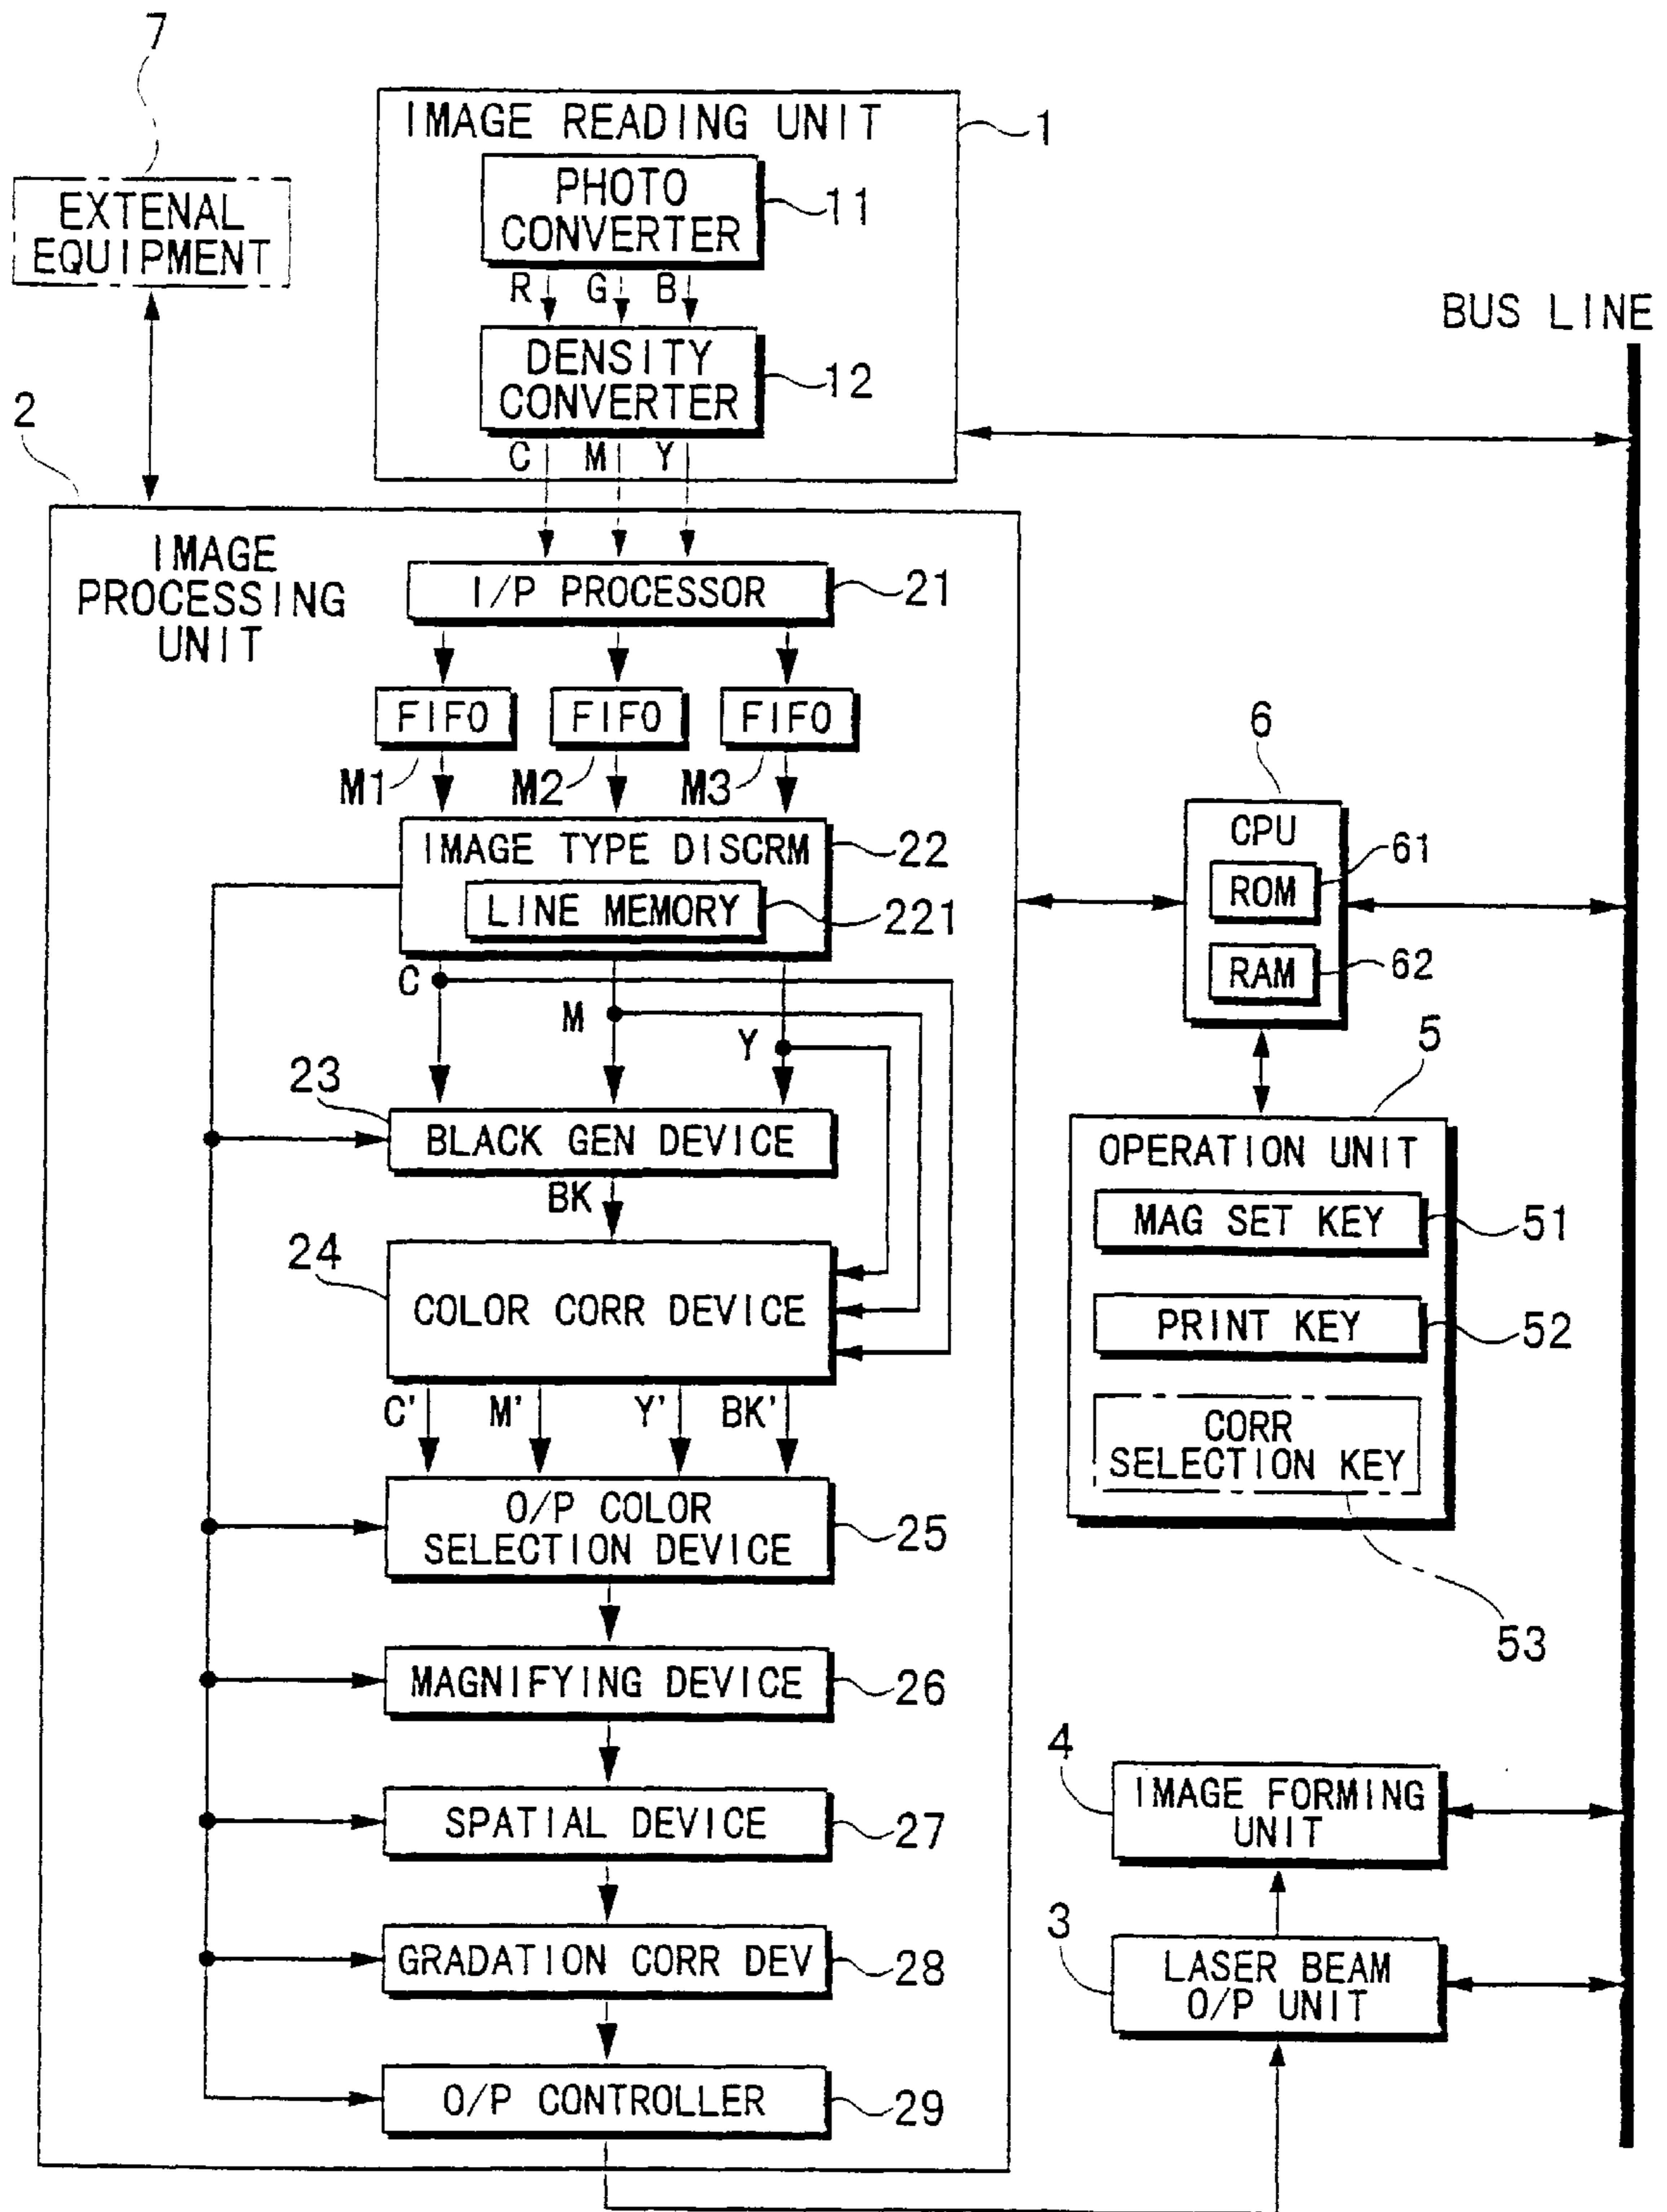 7
IMAGE READING UNIT
1
PHOTO
CONVERTER
11
EXTENAL
EQUIPMENT
R G B
BUS LINE
DENSITY
CONVERTER
12
2
C M Y
IMAGE
PROCESSING
UNIT
I/P PROCESSOR
21
FIFO FIFO FIFO
M1 M2 M3
6
CPU
61
ROM
RAM
62
IMAGE TYPE DISCRM
22
LINE MEMORY
221
C
M
Y
5
23
BLACK GEN DEVICE
OPERATION UNIT
BK
MAG SET KEY
51
24
COLOR CORR DEVICE
PRINT KEY
52
C' M' Y' BK'
CORR
SELECTION KEY
53
O/P COLOR
SELECTION DEVICE
25
MAGNIFYING DEVICE
26
4
IMAGE FORMING
UNIT
SPATIAL DEVICE
27
3
LASER BEAM
O/P UNIT
GRADATION CORR DEV
28
O/P CONTROLLER
29